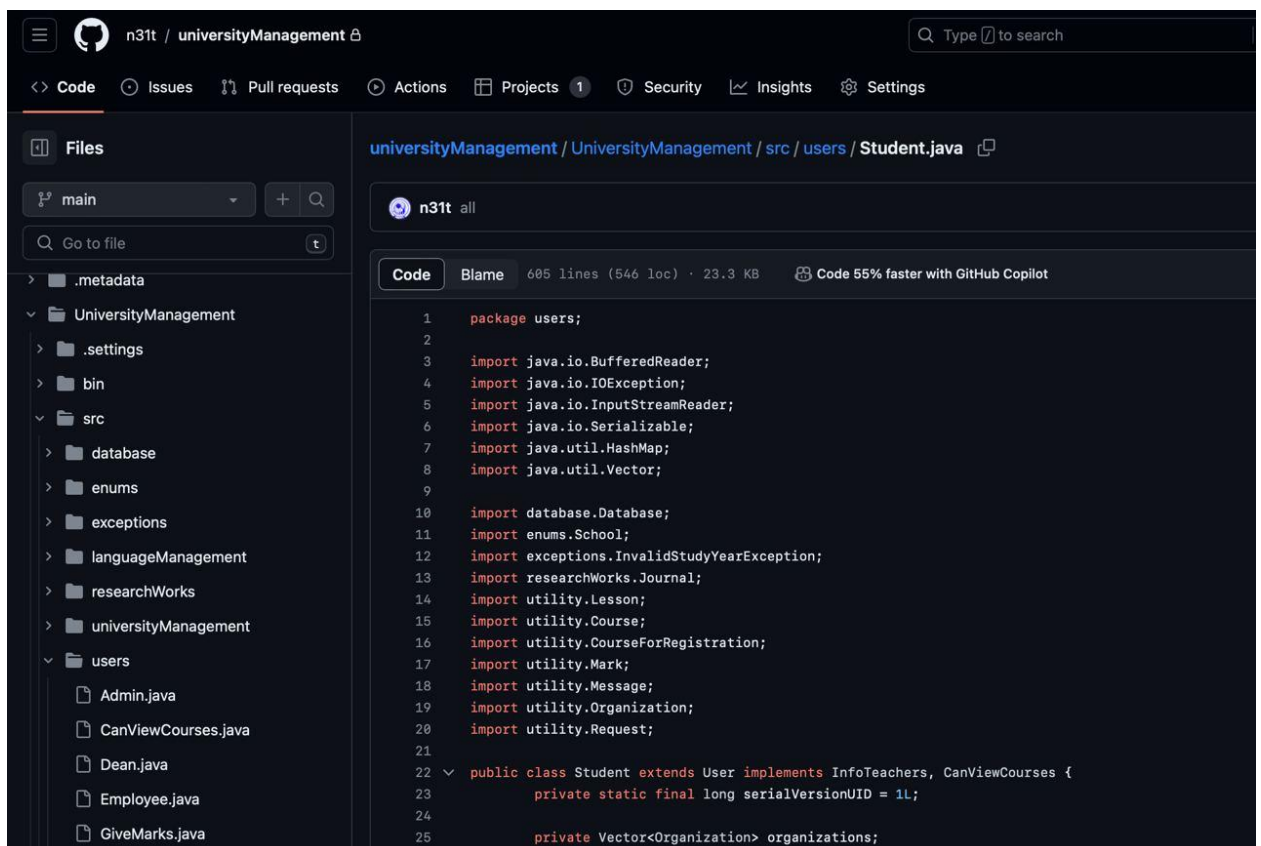 n31t / universityManagement
Type / to search
Code
Issues
Pull requests
Actions
Projects 1
Security
Insights
Settings
Files
main
Go to file
t
.metadata
UniversityManagement
.settings
bin
src
database
enums
exceptions
languageManagement
researchWorks
universityManagement
users
Admin.java
CanViewCourses.java
Dean.java
Employee.java
GiveMarks.java
universityManagement / UniversityManagement / src / users / Student.java
n31t all
Code
Blame
605 lines (546 loc) · 23.3 KB
Code 55% faster with GitHub Copilot
1 package users;
2
3 import java.io.BufferedReader;
4 import java.io.IOException;
5 import java.io.InputStreamReader;
6 import java.io.Serializable;
7 import java.util.HashMap;
8 import java.util.Vector;
9
10 import database.Database;
11 import enums.School;
12 import exceptions.InvalidStudyYearException;
13 import researchWorks.Journal;
14 import utility.Lesson;
15 import utility.Course;
16 import utility.CourseForRegistration;
17 import utility.Mark;
18 import utility.Message;
19 import utility.Organization;
20 import utility.Request;
21
22 public class Student extends User implements InfoTeachers, CanViewCourses {
23 private static final long serialVersionUID = 1L;
24
25 private Vector<Organization> organizations;